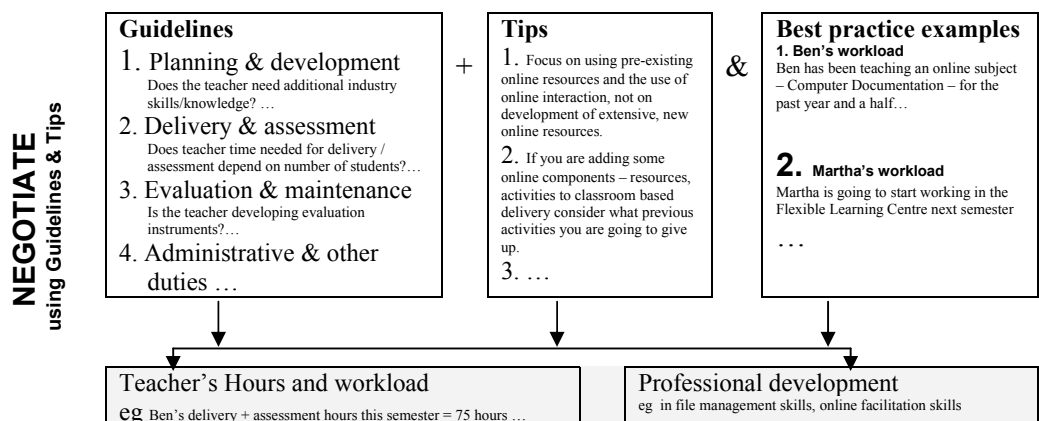 NEGOTIATE
using Guidelines & Tips
Guidelines
1. Planning & development
Does the teacher need additional industry
skills/knowledge? …
2. Delivery & assessment
Does teacher time needed for delivery /
assessment depend on number of students?…
3. Evaluation & maintenance
Is the teacher developing evaluation
instruments?…
4. Administrative & other
duties …
+
Tips
1. Focus on using pre-existing
online resources and the use of
online interaction, not on
development of extensive, new
online resources.
2. If you are adding some
online components – resources,
activities to classroom based
delivery consider what previous
activities you are going to give
up.
3. …
&
Best practice examples
1. Ben's workload
Ben has been teaching an online subject
– Computer Documentation – for the
past year and a half…
2. Martha's workload
Martha is going to start working in the
Flexible Learning Centre next semester
…
Teacher's Hours and workload
eg Ben's delivery + assessment hours this semester = 75 hours …
Professional development
eg in file management skills, online facilitation skills